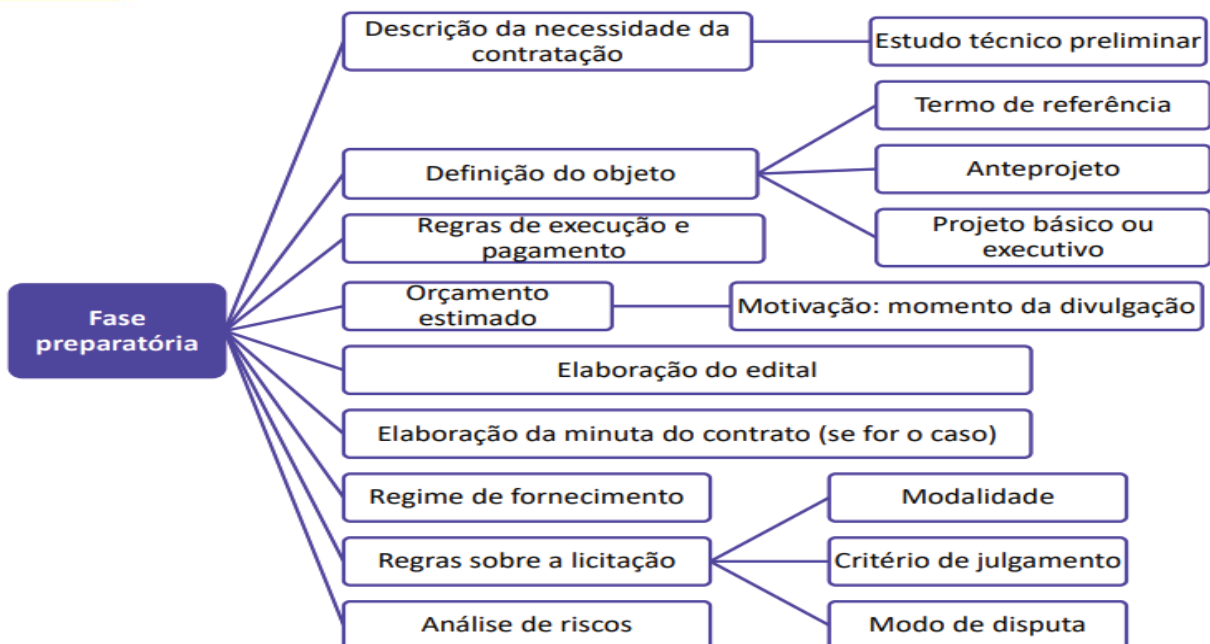 Fase
preparatória
Descrição da necessidade da
contratação
Estudo técnico preliminar
Definição do objeto
Termo de referência
Anteprojeto
Projeto básico ou
executivo
Regras de execução e
pagamento
Orçamento
estimado
Motivação: momento da divulgação
Elaboração do edital
Elaboração da minuta do contrato (se for o caso)
Regime de fornecimento
Regras sobre a licitação
Modalidade
Critério de julgamento
Modo de disputa
Análise de riscos